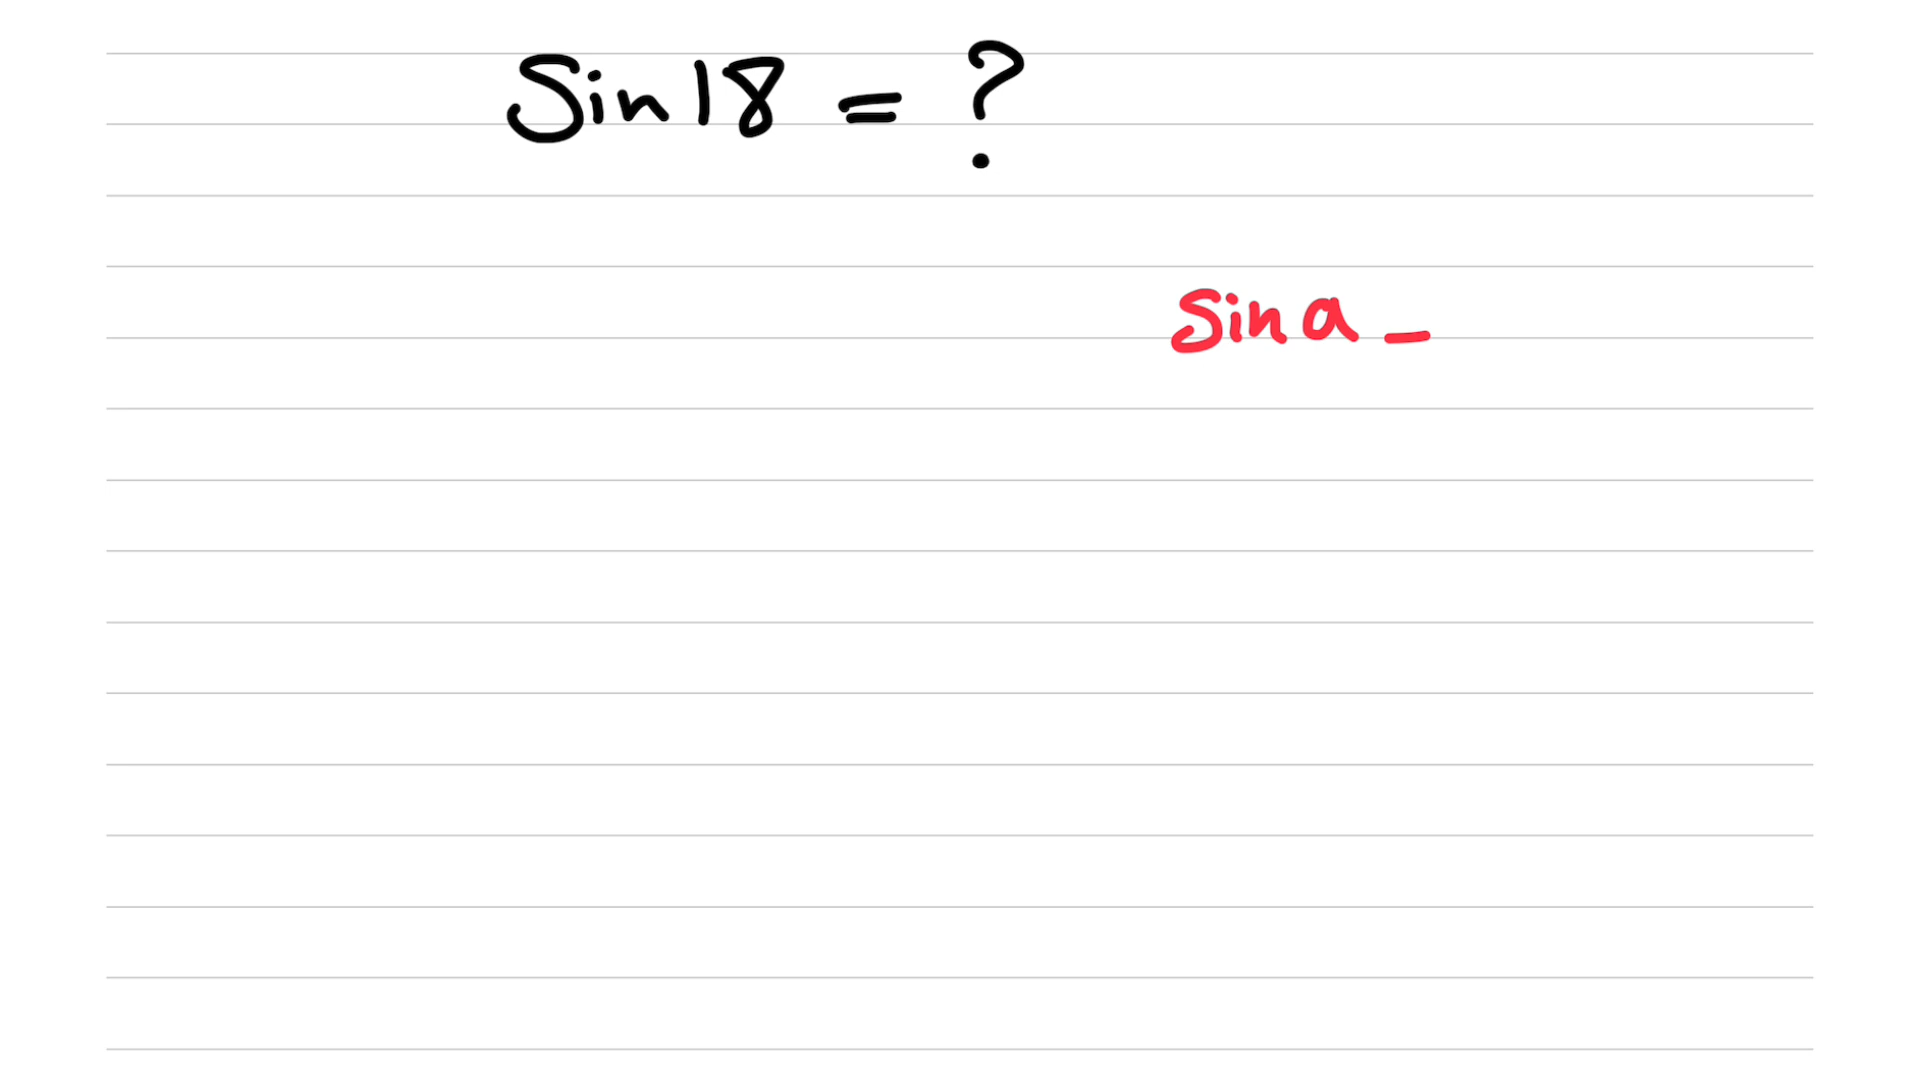 Sin 18 = ?
Sin a -